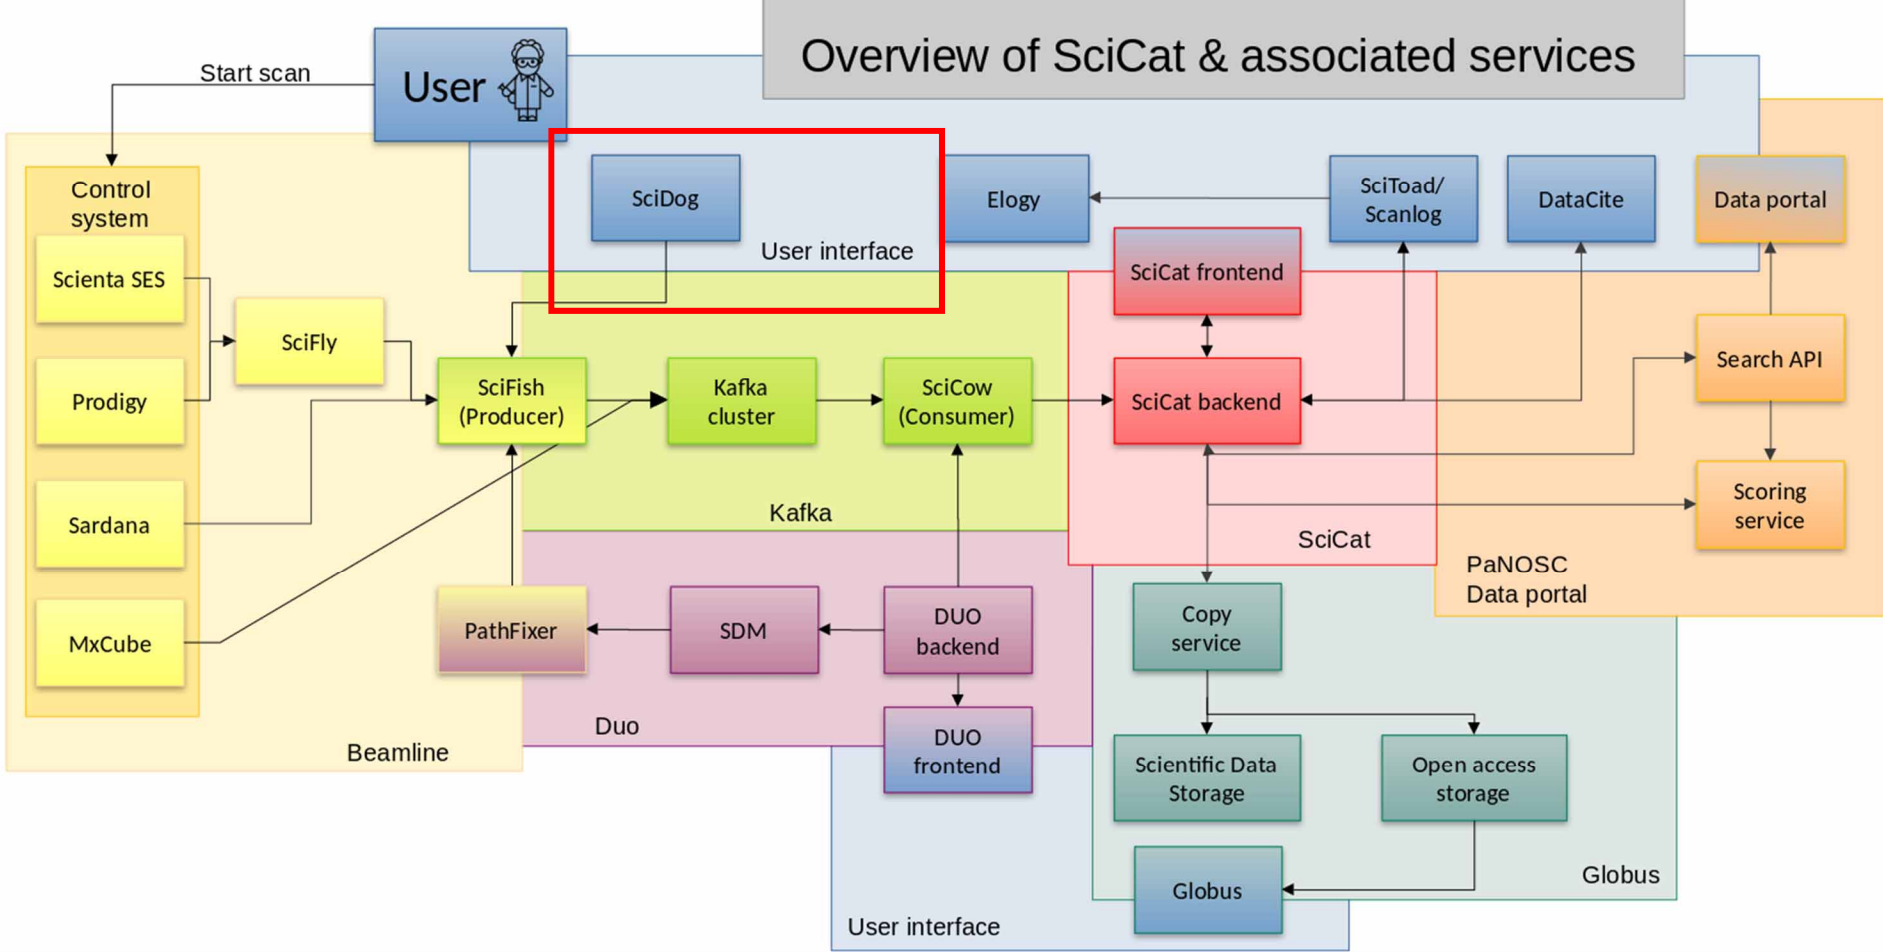 Overview of SciCat & associated services
Start scan
User
Control
system
Scienta SES
Prodigy
Sardana
MxCube
SciFly
Beamline
SciDog
User interface
Elogy
SciToad/
Scanlog
DataCite
Data portal
SciCat frontend
SciFish
(Producer)
Kafka
cluster
SciCow
(Consumer)
SciCat backend
Search API
Kafka
SciCat
Scoring
service
PaNOSC
Data portal
PathFixer
SDM
DUO
backend
Duo
DUO
frontend
Copy
service
Scientific Data
Storage
Open access
storage
Globus
Globus
User interface